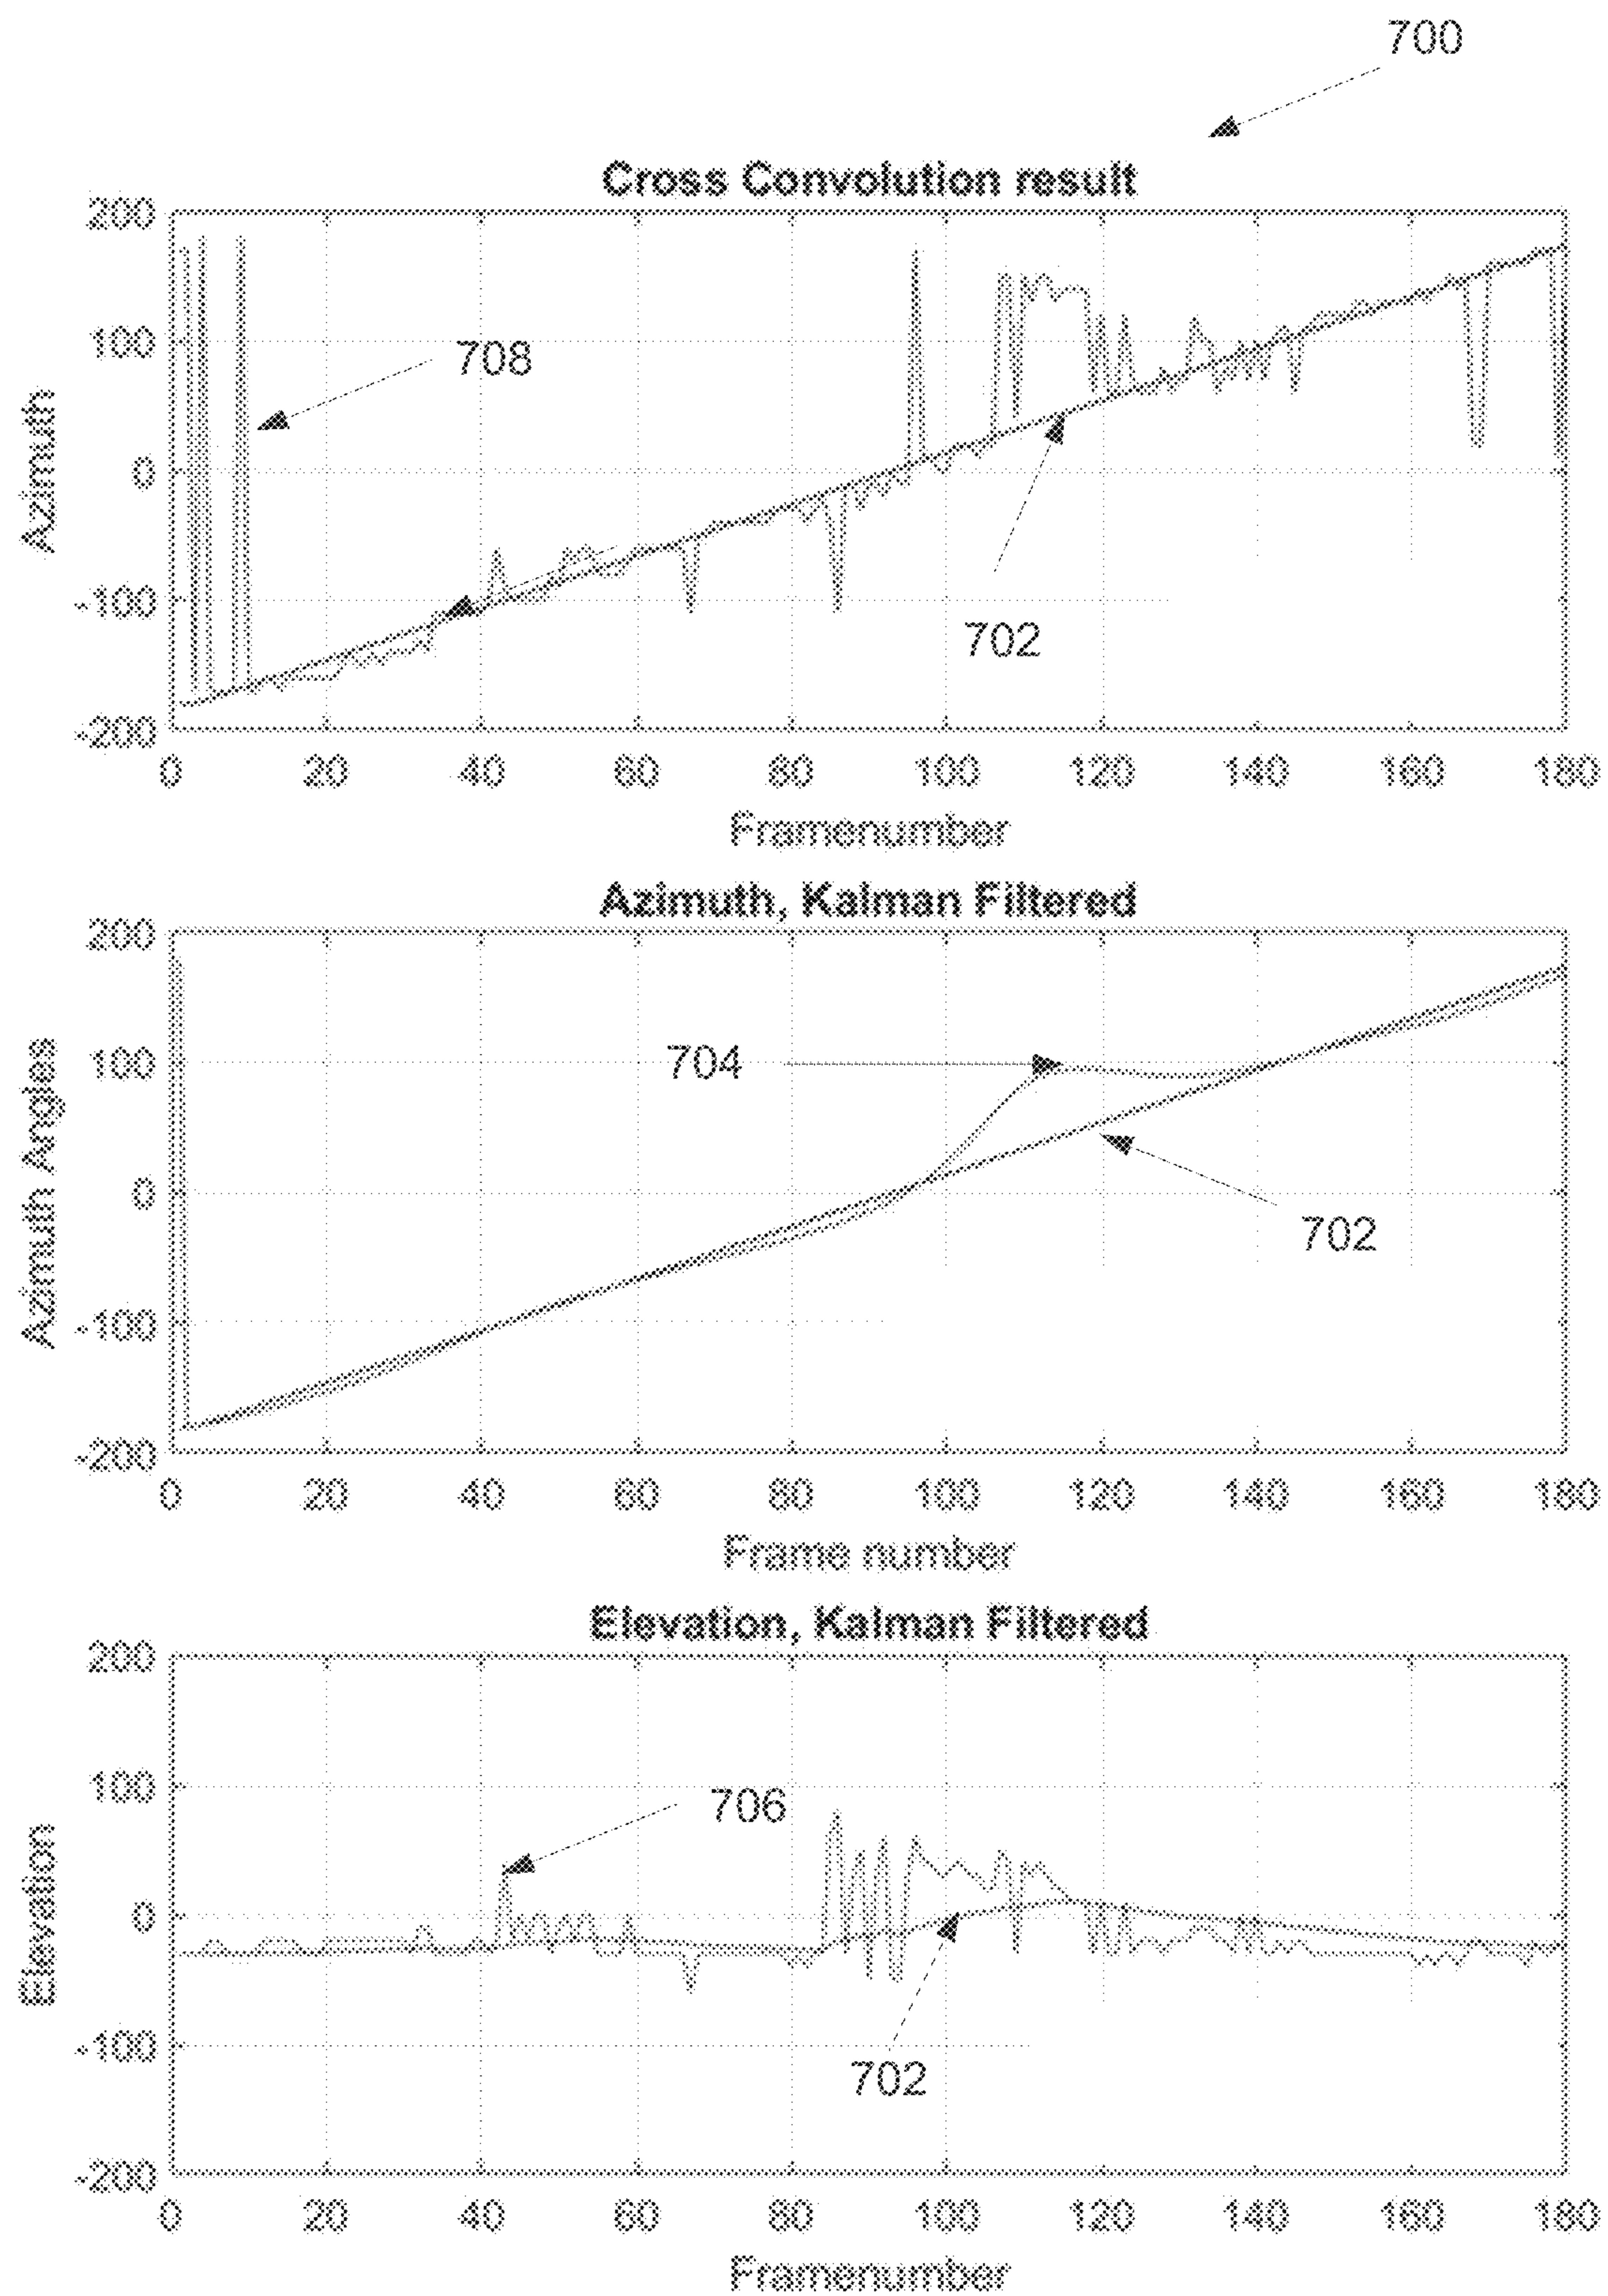 700
Cross Convolution result
200
100
0
-100
-200
Azimuth
708
702
0 20 40 60 80 100 120 140 160 180
Framenumber
Azimuth, Kalman Filtered
200
100
0
-100
-200
Azimuth Angles
704
702
0 20 40 60 80 100 120 140 160 180
Frame number
Elevation, Kalman Filtered
200
100
0
-100
-200
Elevation
706
702
0 20 40 60 80 100 120 140 160 180
Framenumber